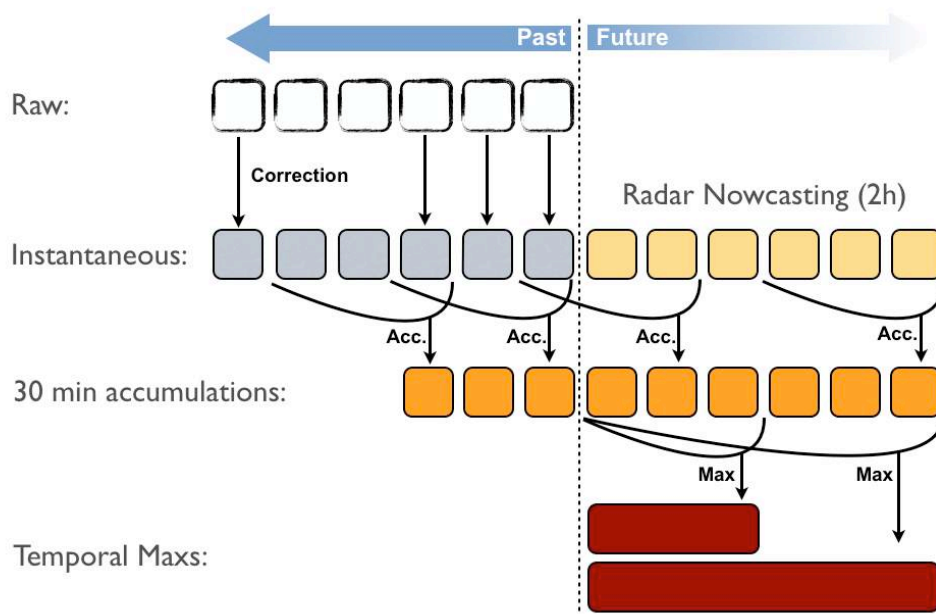 Past
Future
Raw:
Correction
Radar Nowcasting (2h)
Instantaneous:
Acc.
Acc.
Acc.
Acc.
30 min accumulations:
Max
Max
Temporal Maxs: